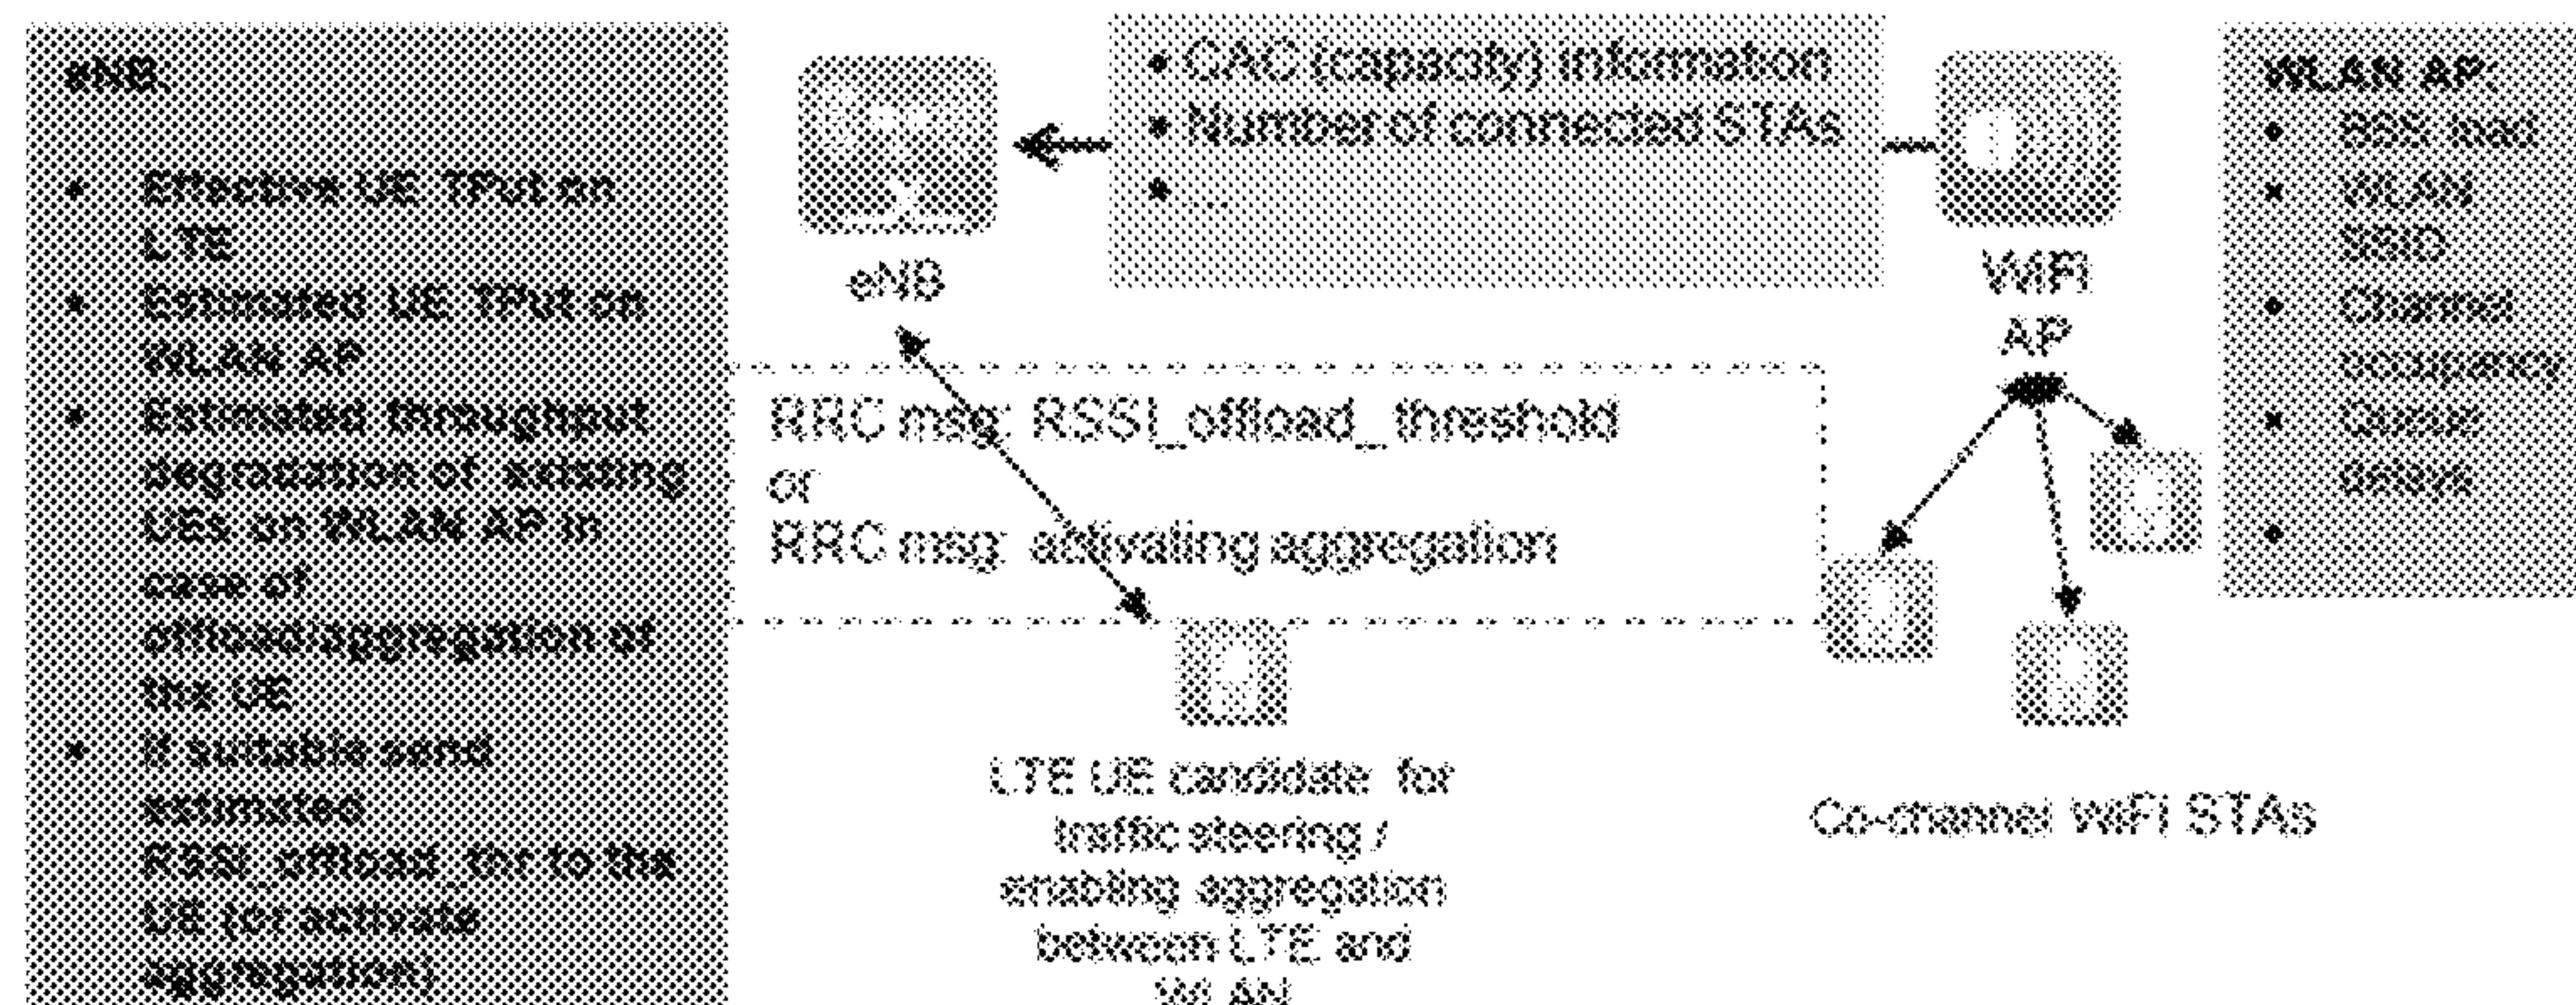 eNB:
• Effective UE TPut on
LTE
• Estimated UE TPut on
WLAN AP
• Estimated throughput
degradation of existing
UEs on WLAN AP in
case of
offload/aggregation of
the UE
• If suitable send
estimated
RSSI_offload_thr to the
UE (or activate
aggregation)
• CAC (capacity) information
• Number of connected STAs
• ...
eNB
WiFi
AP
WLAN AP:
• BSS load
• WLAN
SSID
• Channel
occupancy
• Queue
delays
•
RRC msg: RSSI_offload_threshold
or
RRC msg: activating aggregation
LTE UE candidate for
traffic steering /
enabling aggregation
between LTE and
WLAN
Co-channel WiFi STAs